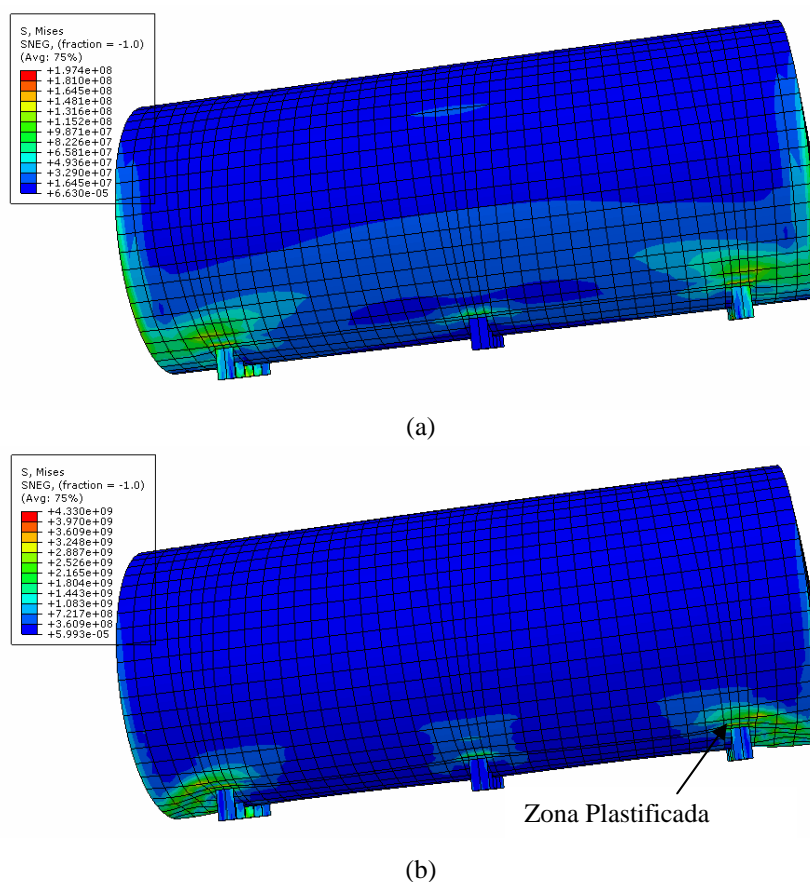 S, Mises
SNEG, (fraction = -1.0)
(Avg: 75%)
+1.974e+08
+1.810e+08
+1.645e+08
+1.481e+08
+1.316e+08
+1.152e+08
+9.871e+07
+8.226e+07
+6.581e+07
+4.936e+07
+3.290e+07
+1.645e+07
+6.630e-05
(a)
S, Mises
SNEG, (fraction = -1.0)
(Avg: 75%)
+4.330e+09
+3.970e+09
+3.609e+09
+3.248e+09
+2.887e+09
+2.526e+09
+2.165e+09
+1.804e+09
+1.443e+09
+1.083e+09
+7.217e+08
+3.609e+08
+5.993e-05
Zona Plastificada
(b)